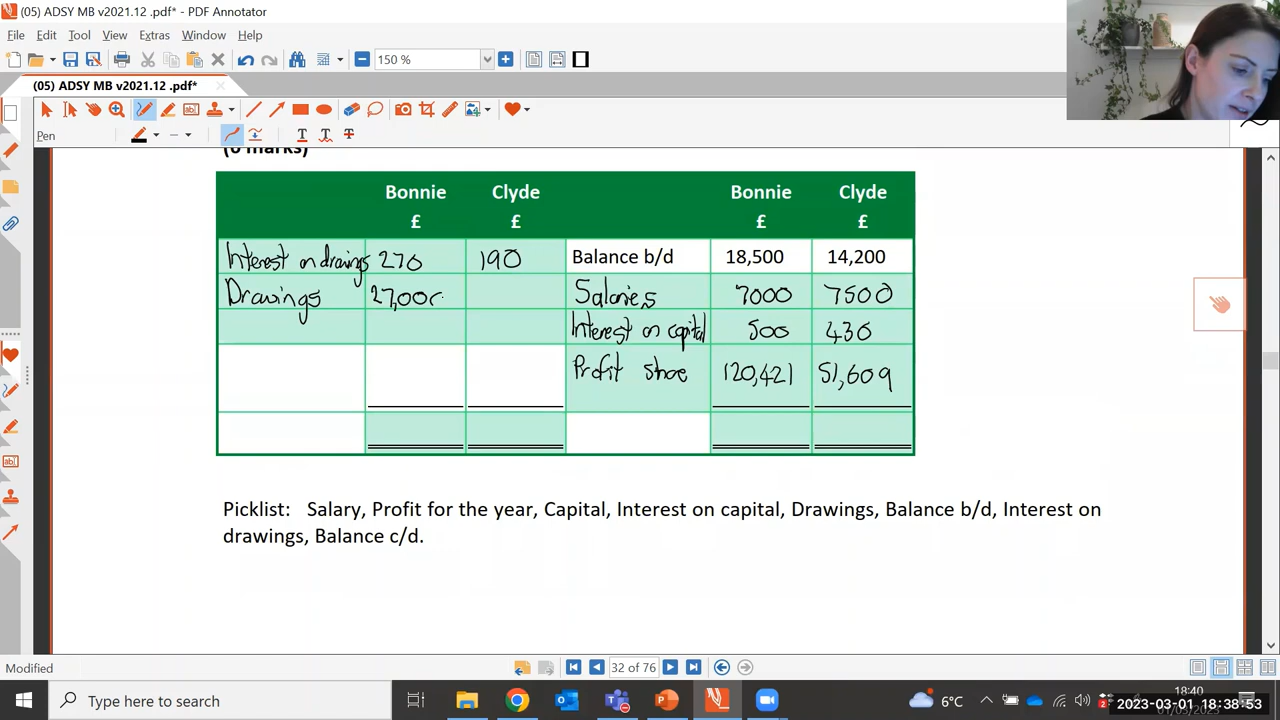 (05) ADSY MB v2021.12 .pdf* - PDF Annotator
File Edit Tool View Extras Window Help
150 %
(05) ADSY MB v2021.12 .pdf*
Pen
Bonnie Clyde Bonnie Clyde
£ £ £ £
Interest on drawings 270 190 Balance b/d 18,500 14,200
Drawings 27,000 Salaries 7000 7500
Interest on capital 500 430
Profit share 120,421 51,609
Picklist: Salary, Profit for the year, Capital, Interest on capital, Drawings, Balance b/d, Interest on
drawings, Balance c/d.
Modified 32 of 76
Type here to search 6°C 18:40
2023-03-01 18:38:53